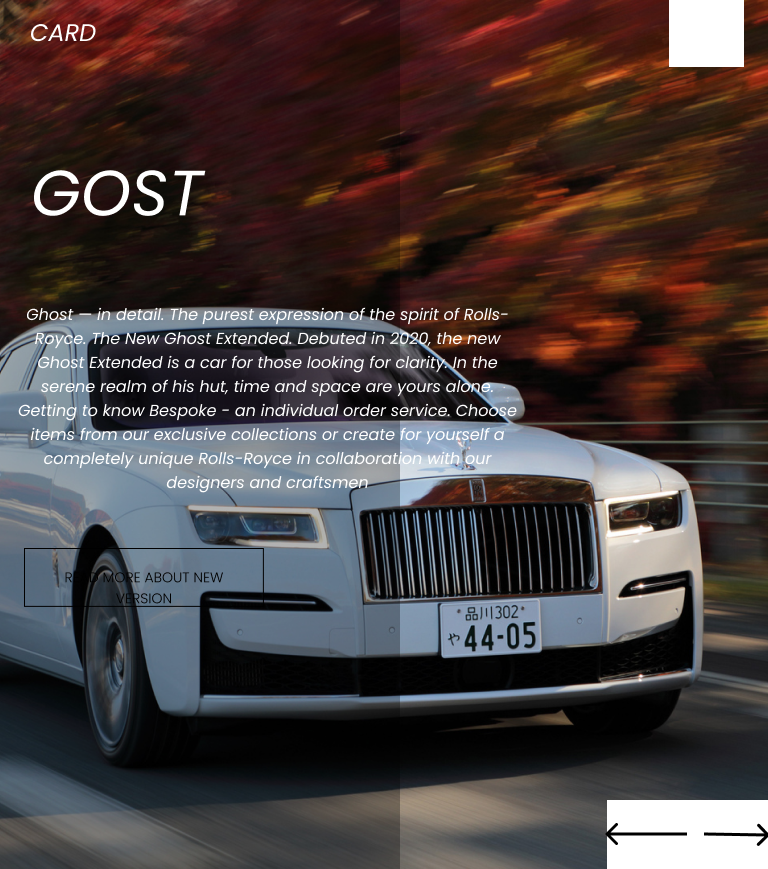 CARD
GOST
Ghost — in detail. The purest expression of the spirit of Rolls-
Royce. The New Ghost Extended. Debuted in 2020, the new
Ghost Extended is a car for those looking for clarity. In the
serene realm of his hut, time and space are yours alone.
Getting to know Bespoke - an individual order service. Choose
items from our exclusive collections or create for yourself a
completely unique Rolls-Royce in collaboration with our
designers and craftsmen
READ MORE ABOUT NEW
VERSION
品川302
や 44-05